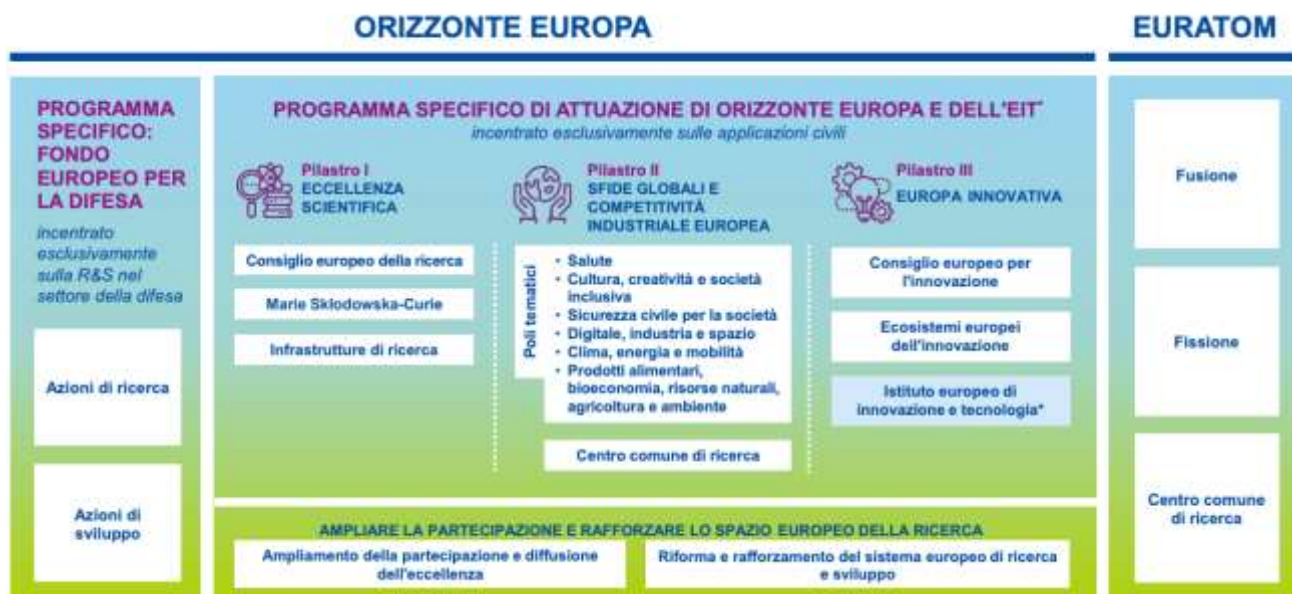 ORIZZONTE EUROPA
EURATOM
PROGRAMMA
SPECIFICO:
FONDO
EUROPEO PER
LA DIFESA
incentrato
esclusivamente
sulla R&S nel
settore della difesa
Azioni di ricerca
Azioni di
sviluppo
PROGRAMMA SPECIFICO DI ATTUAZIONE DI ORIZZONTE EUROPA E DELL'EIT*
incentrato esclusivamente sulle applicazioni civili
Pilastro I
ECCELLENZA
SCIENTIFICA
Consiglio europeo della ricerca
Marie Skłodowska-Curie
Infrastrutture di ricerca
Pilastro II
SFIDE GLOBALI E
COMPETITIVITÀ
INDUSTRIALE EUROPEA
Poli tematici
• Salute
• Cultura, creatività e società
inclusiva
• Sicurezza civile per la società
• Digitale, industria e spazio
• Clima, energia e mobilità
• Prodotti alimentari,
bioeconomia, risorse naturali,
agricoltura e ambiente
Centro comune di ricerca
Pilastro III
EUROPA INNOVATIVA
Consiglio europeo per
l'innovazione
Ecosistemi europei
dell'innovazione
Istituto europeo di
innovazione e tecnologia*
AMPLIARE LA PARTECIPAZIONE E RAFFORZARE LO SPAZIO EUROPEO DELLA RICERCA
Ampliamento della partecipazione e diffusione
dell'eccellenza
Riforma e rafforzamento del sistema europeo di ricerca
e sviluppo
Fusione
Fissione
Centro comune
di ricerca